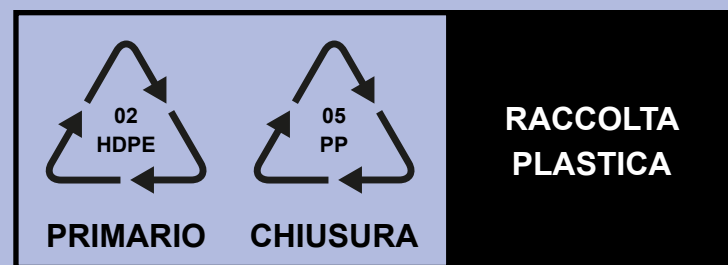 02
HDPE
PRIMARIO
05
PP
CHIUSURA
RACCOLTA
PLASTICA